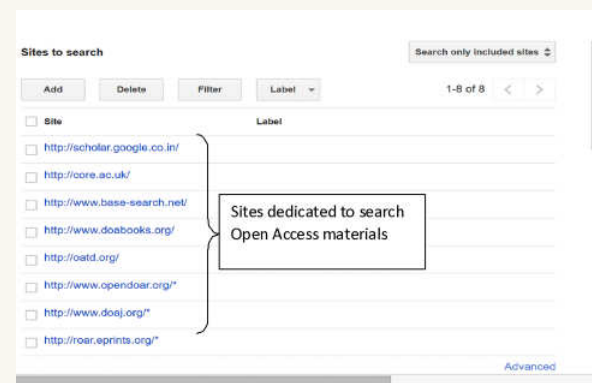 Sites to search
Search only included sites
Add Delete Filter Label 1-8 of 8 < >
Site Label
http://scholar.google.co.in/
http://core.ac.uk/
http://www.base-search.net/
http://www.doabooks.org/
http://oatd.org/
http://www.opendoar.org/*
http://www.doaj.org/*
http://roar.eprints.org/*
Sites dedicated to search
Open Access materials
Advanced